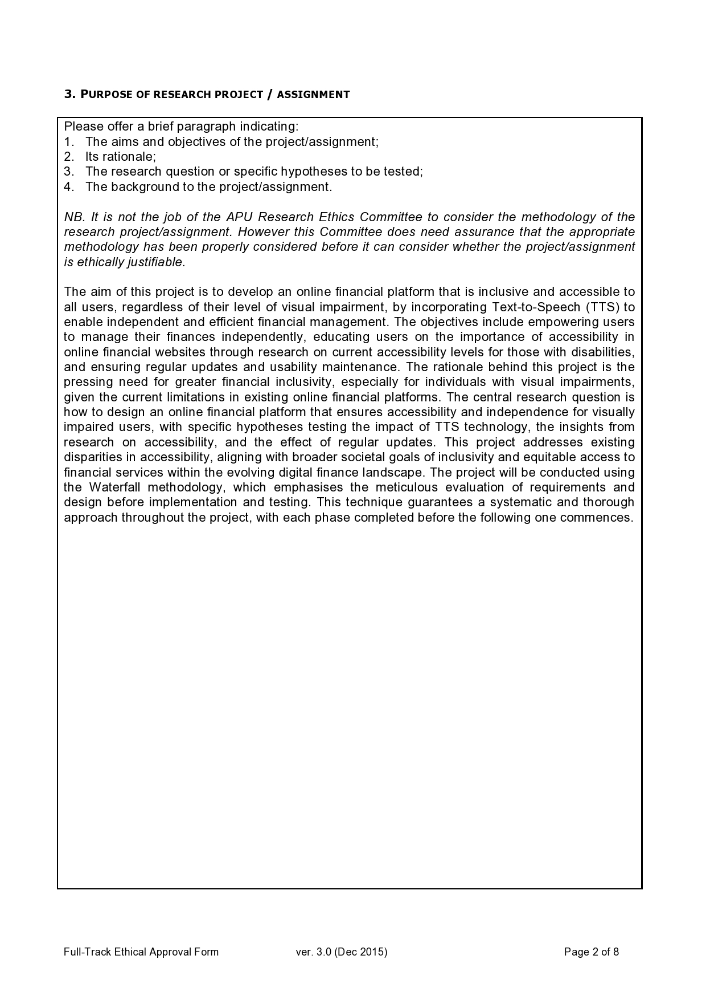 3. PURPOSE OF RESEARCH PROJECT / ASSIGNMENT
Please offer a brief paragraph indicating:
1. The aims and objectives of the project/assignment;
2. Its rationale;
3. The research question or specific hypotheses to be tested;
4. The background to the project/assignment.
NB. It is not the job of the APU Research Ethics Committee to consider the methodology of the
research project/assignment. However this Committee does need assurance that the appropriate
methodology has been properly considered before it can consider whether the project/assignment
is ethically justifiable.
The aim of this project is to develop an online financial platform that is inclusive and accessible to
all users, regardless of their level of visual impairment, by incorporating Text-to-Speech (TTS) to
enable independent and efficient financial management. The objectives include empowering users
to manage their finances independently, educating users on the importance of accessibility in
online financial websites through research on current accessibility levels for those with disabilities,
and ensuring regular updates and usability maintenance. The rationale behind this project is the
pressing need for greater financial inclusivity, especially for individuals with visual impairments,
given the current limitations in existing online financial platforms. The central research question is
how to design an online financial platform that ensures accessibility and independence for visually
impaired users, with specific hypotheses testing the impact of TTS technology, the insights from
research on accessibility, and the effect of regular updates. This project addresses existing
disparities in accessibility, aligning with broader societal goals of inclusivity and equitable access to
financial services within the evolving digital finance landscape. The project will be conducted using
the Waterfall methodology, which emphasises the meticulous evaluation of requirements and
design before implementation and testing. This technique guarantees a systematic and thorough
approach throughout the project, with each phase completed before the following one commences.
Full-Track Ethical Approval Form ver. 3.0 (Dec 2015) Page 2 of 8